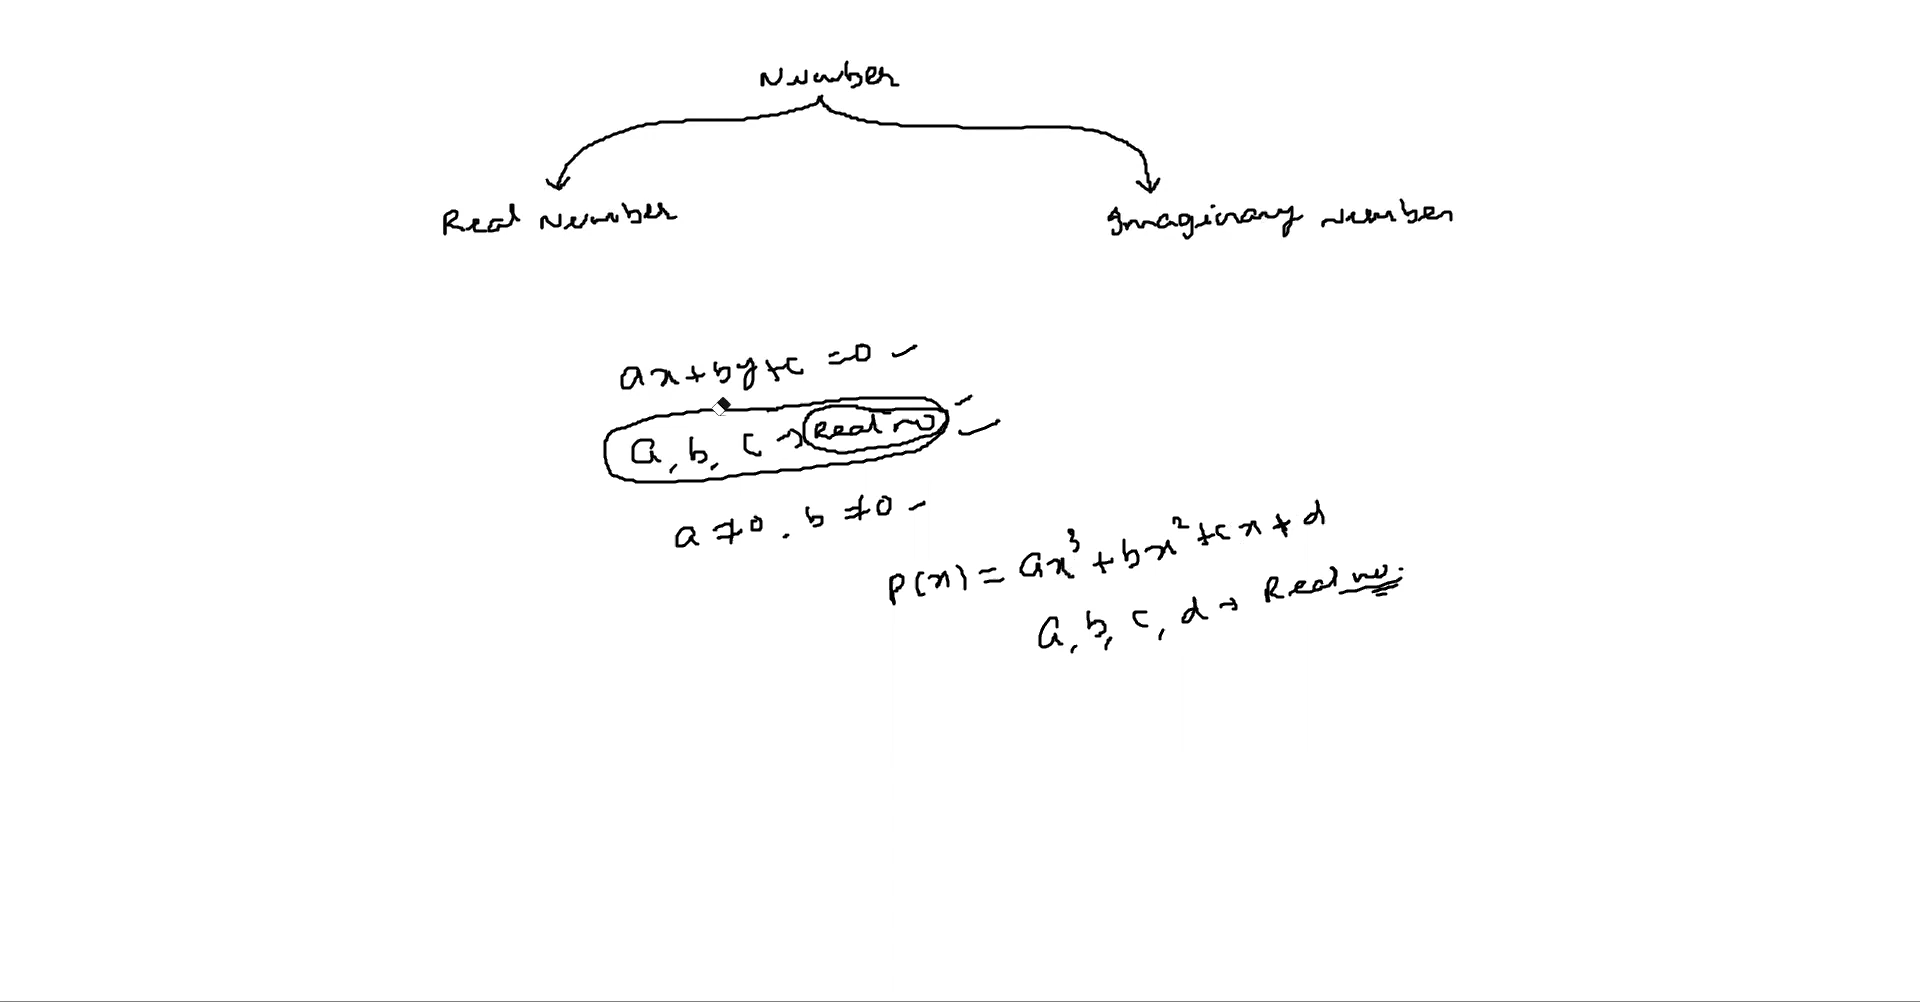 Number
Real Number Imaginary Number
ax+by+c =0
a, b, c → Real no
a ≠0, b ≠0
P(x) = ax³ + bx² + cx + d
a, b, c, d → Real no.